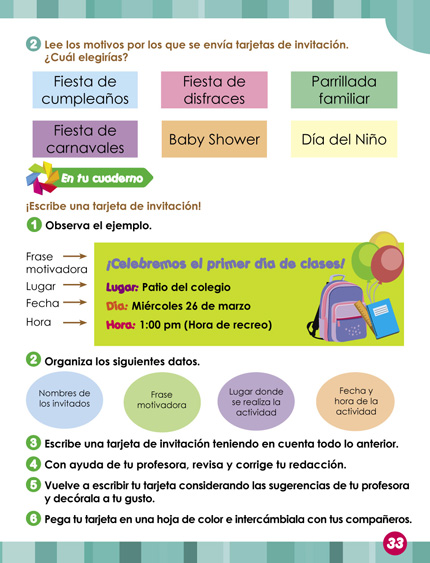 2 Lee los motivos por los que se envía tarjetas de invitación.
¿Cuál elegirías?
Fiesta de
cumpleaños
Fiesta de
disfraces
Parrillada
familiar
Fiesta de
carnavales
Baby Shower
Día del Niño
En tu cuaderno
¡Escribe una tarjeta de invitación!
1 Observa el ejemplo.
Frase
motivadora
Lugar
Fecha
Hora
¡Celebremos el primer día de clases!
Lugar: Patio del colegio
Día: Miércoles 26 de marzo
Hora: 1:00 pm (Hora de recreo)
2 Organiza los siguientes datos.
Nombres de
los invitados
Frase
motivadora
Lugar donde
se realiza la
actividad
Fecha y
hora de la
actividad
3 Escribe una tarjeta de invitación teniendo en cuenta todo lo anterior.
4 Con ayuda de tu profesora, revisa y corrige tu redacción.
5 Vuelve a escribir tu tarjeta considerando las sugerencias de tu profesora
y decórala a tu gusto.
6 Pega tu tarjeta en una hoja de color e intercámbiala con tus compañeros.
33